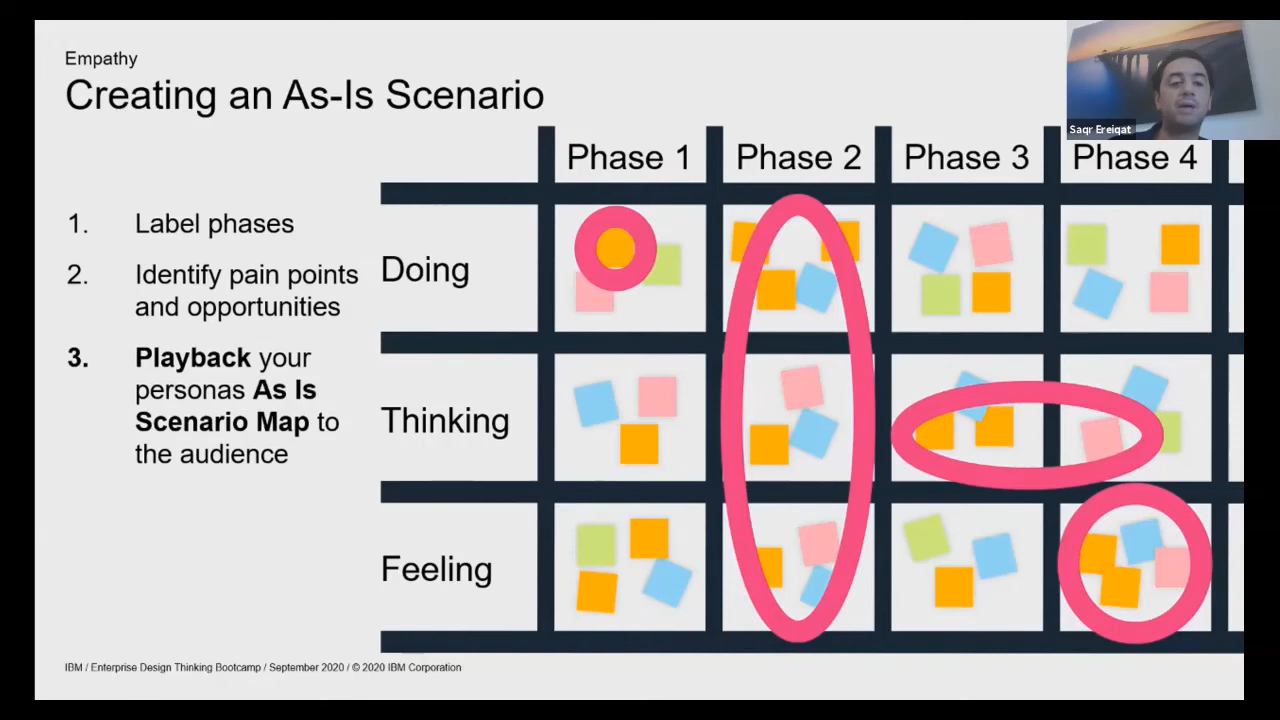 Empathy
Creating an As-Is Scenario
Saqr Ereiqat
Phase 1 Phase 2 Phase 3 Phase 4
1. Label phases
2. Identify pain points
and opportunities
3. Playback your
personas As Is
Scenario Map to
the audience
Doing
Thinking
Feeling
IBM / Enterprise Design Thinking Bootcamp / September 2020 / © 2020 IBM Corporation